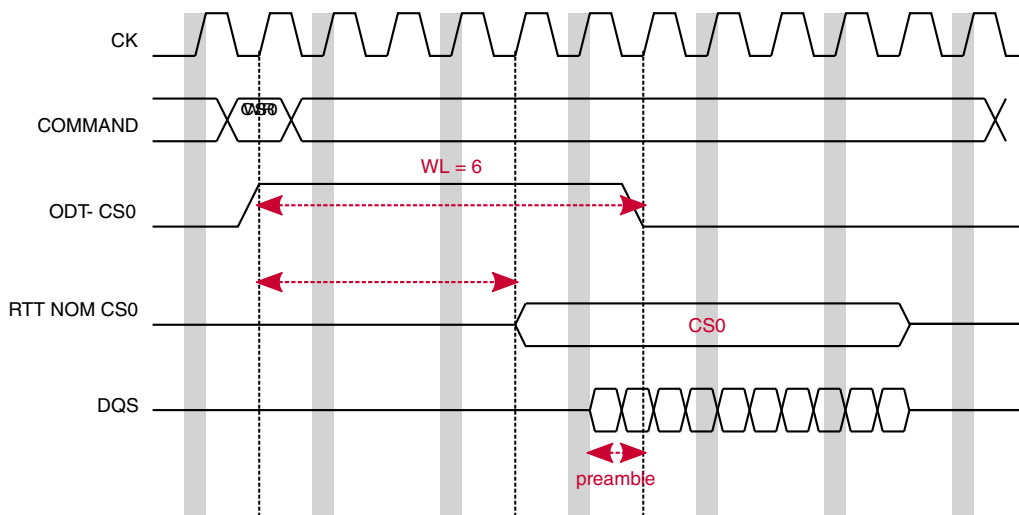 CK
COMMAND
WL = 6
ODT- CS0
RTT NOM CS0
CS0
DQS
preamble